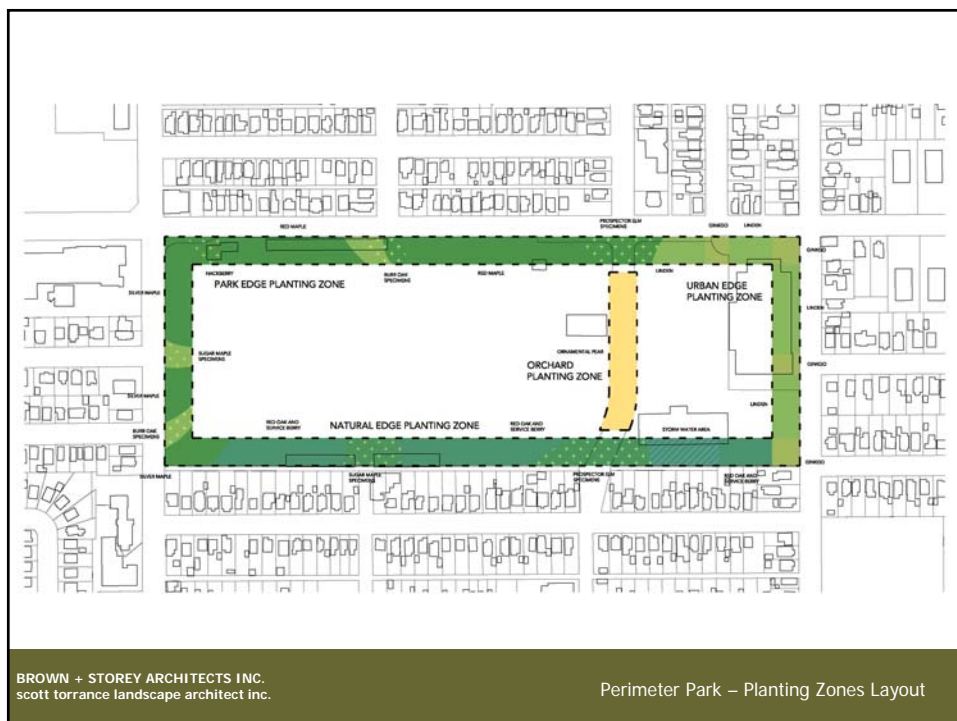 RED MAPLE
PROSPECTOR ELM
SPECIMENS
GINKGO
LINDEN
GINKGO
HACKBERRY
PARK EDGE PLANTING ZONE
BURR OAK
SPECIMENS
RED MAPLE
LINDEN
URBAN EDGE
PLANTING ZONE
SILVER MAPLE
LINDEN
SUGAR MAPLE
SPECIMENS
ORNAMENTAL PEAR
ORCHARD
PLANTING ZONE
SILVER MAPLE
LINDEN
BURR OAK
SPECIMENS
RED OAK AND
SERVICE BERRY
NATURAL EDGE PLANTING ZONE
RED OAK AND
SERVICE BERRY
STORM WATER AREA
GINKGO
SILVER MAPLE
SUGAR MAPLE
SPECIMENS
PROSPECTOR ELM
SPECIMENS
RED OAK AND
SERVICE BERRY
BROWN + STOREY ARCHITECTS INC.
scott torrance landscape architect inc.
Perimeter Park – Planting Zones Layout